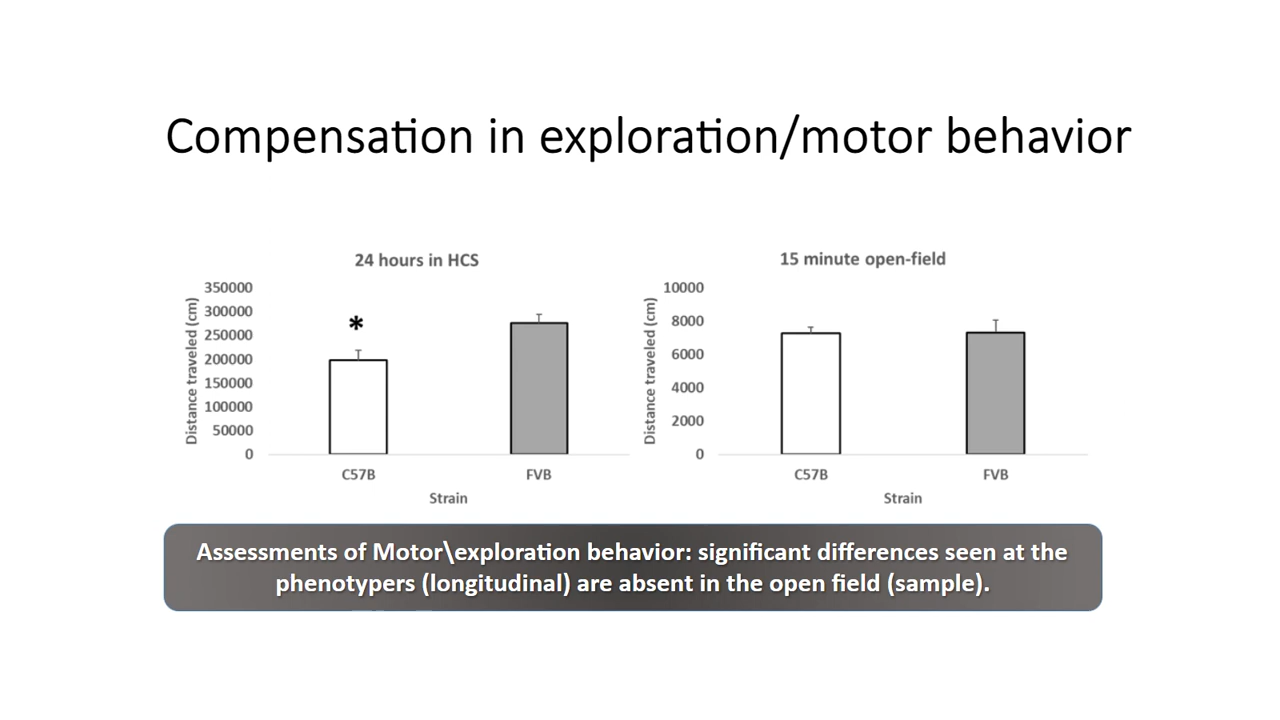 Compensation in exploration/motor behavior
24 hours in HCS
Distance traveled (cm)
350000
300000
250000
200000
150000
100000
50000
0
*
C57B FVB
Strain
15 minute open-field
Distance traveled (cm)
10000
8000
6000
4000
2000
0
C57B FVB
Strain
Assessments of Motor\exploration behavior: significant differences seen at the
phenotypers (longitudinal) are absent in the open field (sample).